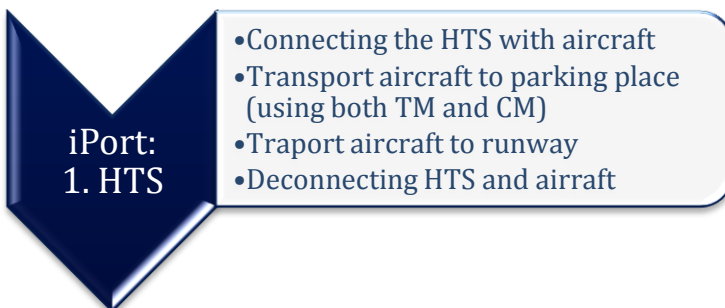 iPort:
1. HTS
•Connecting the HTS with aircraft
•Transport aircraft to parking place
(using both TM and CM)
•Traport aircraft to runway
•Deconnecting HTS and airraft